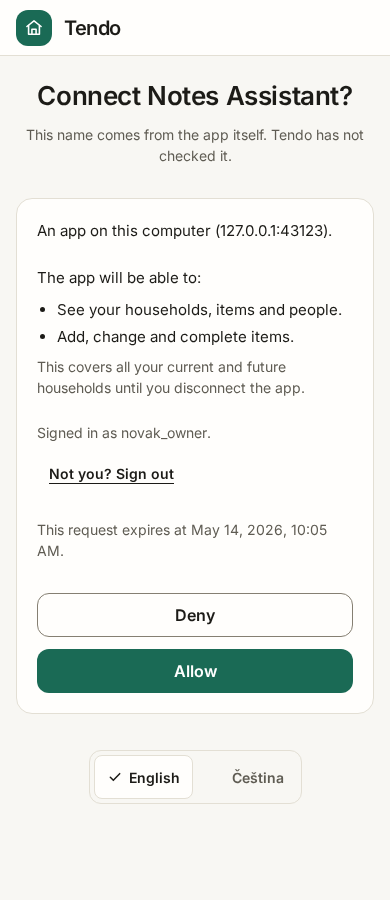 Tendo
Connect Notes Assistant?
This name comes from the app itself. Tendo has not
checked it.
An app on this computer (127.0.0.1:43123).
The app will be able to:
• See your households, items and people.
• Add, change and complete items.
This covers all your current and future
households until you disconnect the app.
Signed in as novak_owner.
Not you? Sign out
This request expires at May 14, 2026, 10:05
AM.
Deny
Allow
English
Čeština